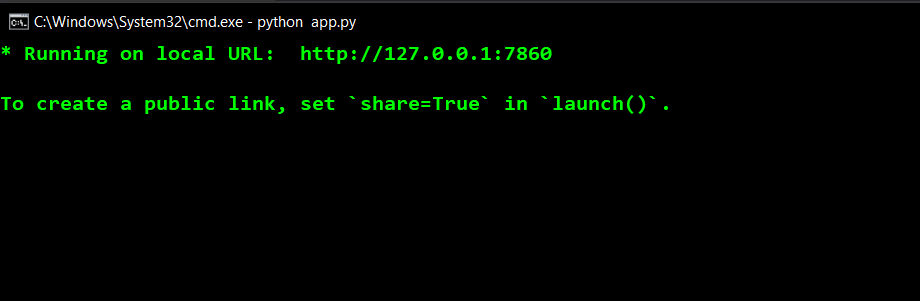 C:\Windows\System32\cmd.exe - python  app.py
* Running on local URL:  http://127.0.0.1:7860
To create a public link, set `share=True` in `launch()`.